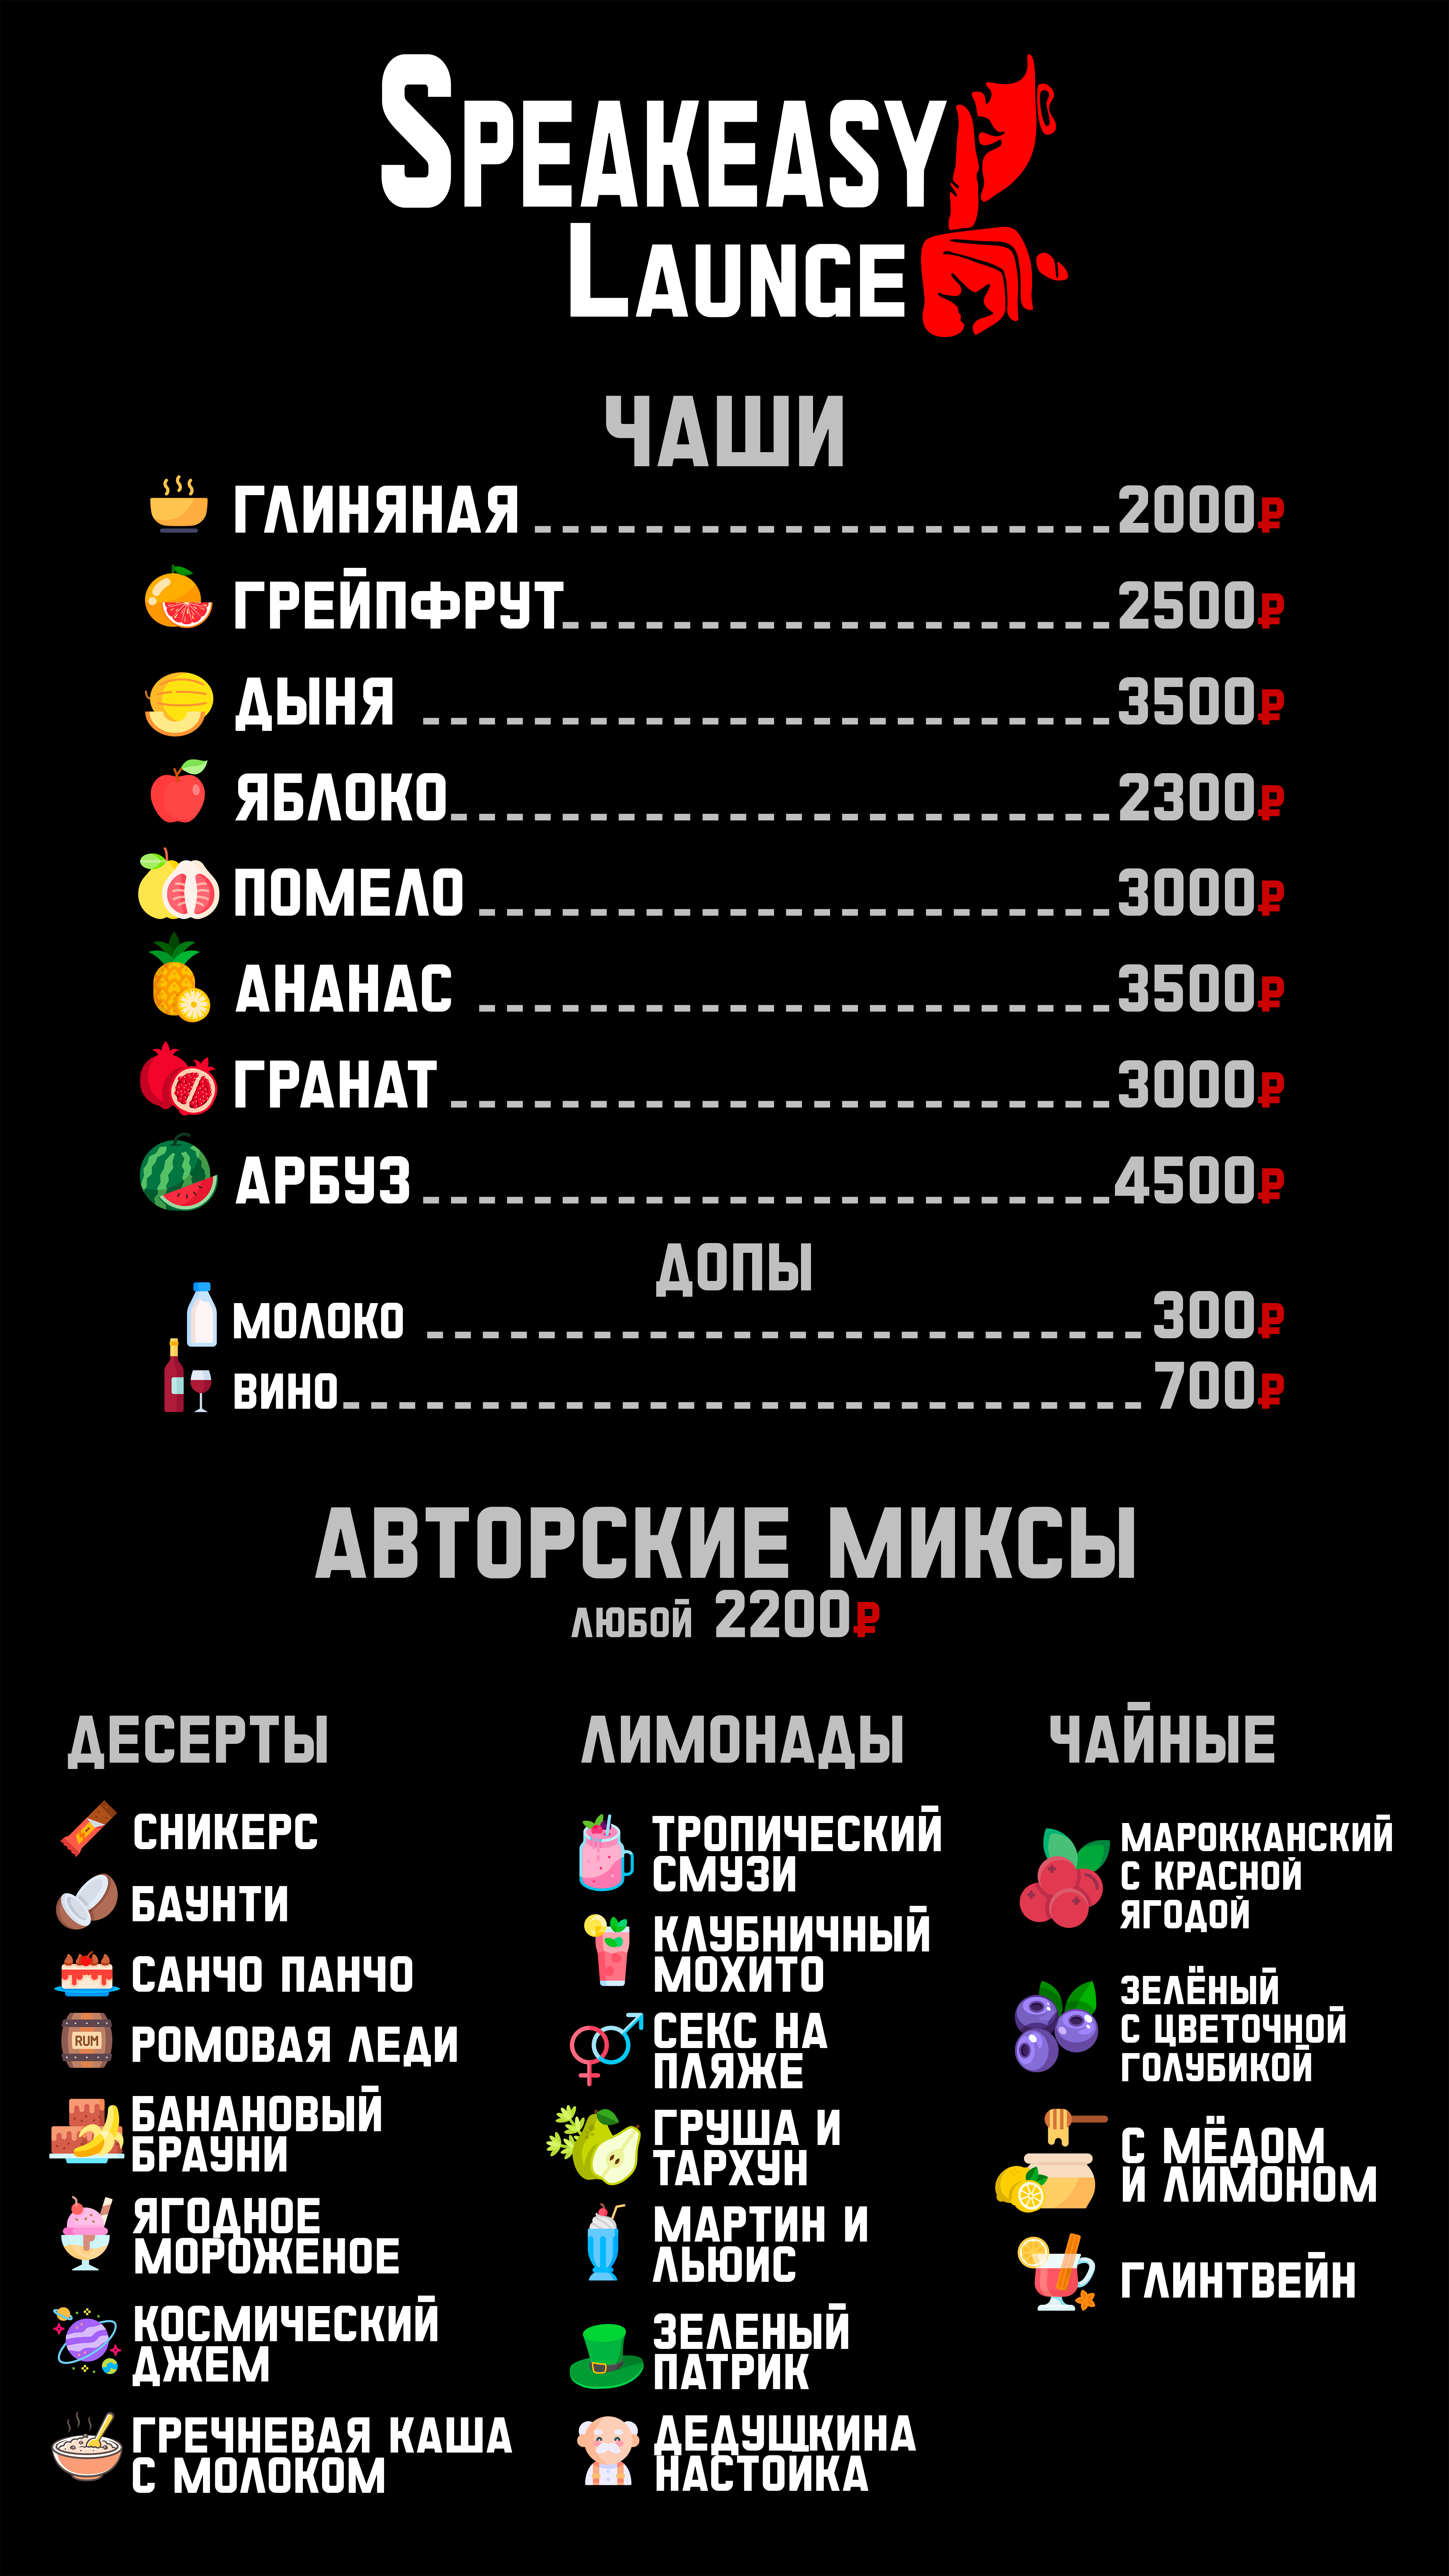 SPEAKEASY
LAUNGE
ЧАШИ
ГЛИНЯНАЯ 2000₽
ГРЕЙПФРУТ 2500₽
ДЫНЯ 3500₽
ЯБЛОКО 2300₽
ПОМЕЛО 3000₽
АНАНАС 3500₽
ГРАНАТ 3000₽
АРБУЗ 4500₽
ДОПЫ
МОЛОКО 300₽
ВИНО 700₽
АВТОРСКИЕ МИКСЫ
ЛЮБОЙ 2200₽
ДЕСЕРТЫ
СНИКЕРС
БАУНТИ
САНЧО ПАНЧО
RUM
РОМОВАЯ ЛЕДИ
БАНАНОВЫЙ
БРАУНИ
ЯГОДНОЕ
МОРОЖЕНОЕ
КОСМИЧЕСКИЙ
ДЖЕМ
ГРЕЧНЕВАЯ КАША
С МОЛОКОМ
ЛИМОНАДЫ
ТРОПИЧЕСКИЙ
СМУЗИ
КЛУБНИЧНЫЙ
МОХИТО
СЕКС НА
ПЛЯЖЕ
ГРУША И
ТАРХУН
МАРТИН И
ЛЬЮИС
ЗЕЛЕНЫЙ
ПАТРИК
ДЕДУШКИНА
НАСТОЙКА
ЧАЙНЫЕ
МАРОККАНСКИЙ
С КРАСНОЙ
ЯГОДОЙ
ЗЕЛЁНЫЙ
С ЦВЕТОЧНОЙ
ГОЛУБИКОЙ
С МЁДОМ
И ЛИМОНОМ
ГЛИНТВЕЙН